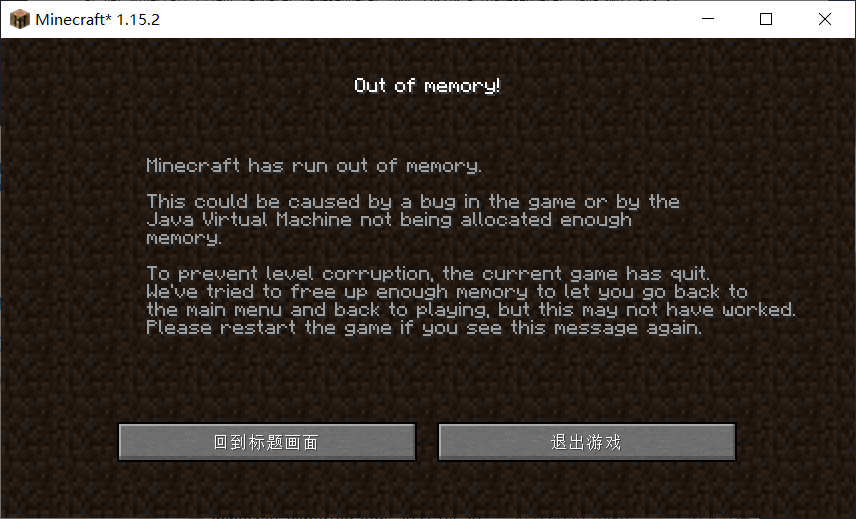 Minecraft* 1.15.2
Out of memory!
Minecraft has run out of memory.
This could be caused by a bug in the game or by the
Java Virtual Machine not being allocated enough
memory.
To prevent level corruption, the current game has quit.
We've tried to free up enough memory to let you go back to
the main menu and back to playing, but this may not have worked.
Please restart the game if you see this message again.
回到标题画面
退出游戏